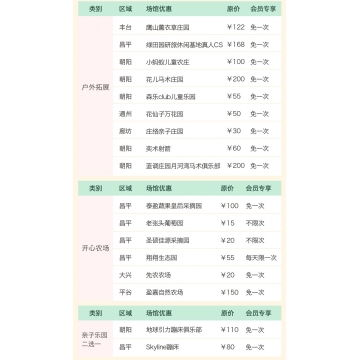 类别 区域 场馆优惠 原价 会员专享
户外拓展
丰台 鹰山薰衣草庄园 ¥122 免一次
昌平 绿田园研旅休闲基地真人CS ¥168 免一次
朝阳 小蚂蚁儿童农庄 ¥100 免一次
朝阳 花儿马术庄园 ¥200 免一次
朝阳 森乐club儿童乐园 ¥55 免一次
通州 花仙子万花园 ¥50 免一次
廊坊 庄络亲子庄园 ¥30 免一次
朝阳 奕术射箭 ¥60 免一次
朝阳 蓝调庄园月河湾马术俱乐部 ¥200 免一次
类别 区域 场馆优惠 原价 会员专享
开心农场
昌平 泰盈蔬果皇后采摘园 ¥100 免一次
昌平 老张头葡萄园 ¥15 不限次
昌平 圣硕佳源采摘园 ¥20 不限次
昌平 翔翔生态园 ¥55 每天限一次
大兴 先农农场 ¥20 免一次
平谷 盈嘉自然农场 ¥150 免一次
类别 区域 场馆优惠 原价 会员专享
亲子乐园
二选一
朝阳 地球引力蹦床俱乐部 ¥110 免一次
昌平 Skyline蹦床 ¥80 免一次